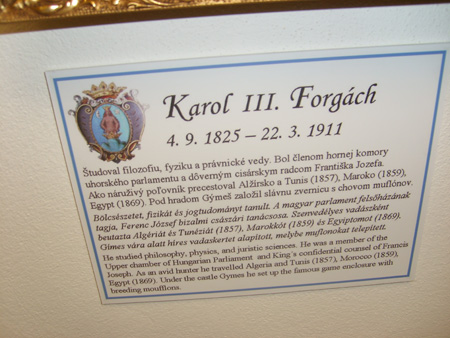 Karol III. Forgách
4. 9. 1825 – 22. 3. 1911
Študoval filozofiu, fyziku a právnické vedy. Bol členom hornej komory
uhorského parlamentu a dôverným cisárskym radcom Františka Jozefa.
Ako náruživý poľovník precestoval Alžírsko a Tunis (1857), Maroko (1859),
Egypt (1869). Pod hradom Gýmeš založil slávnu zvernicu s chovom muflónov.
Bölcsészetet, fizikát és jogtudományt tanult. A magyar parlament felsőházának
tagja, Ferenc József bizalmi császári tanácsosa. Szenvedélyes vadászként
beutazta Algériát és Tunéziát (1857), Marokkót (1859) és Egyiptomot (1869).
Gímes vára alatt híres vadaskertet alapított, melybe muflonokat telepített.
He studied philosophy, physics, and juristic sciences. He was a member of the
Upper chamber of Hungarian Parliament and King's confidential counsel of Francis
Joseph. As an avid hunter he travelled Algeria and Tunis (1857), Morocco (1859),
Egypt (1869). Under the castle Gymes he set up the famous game enclosure with
breeding moufflons.